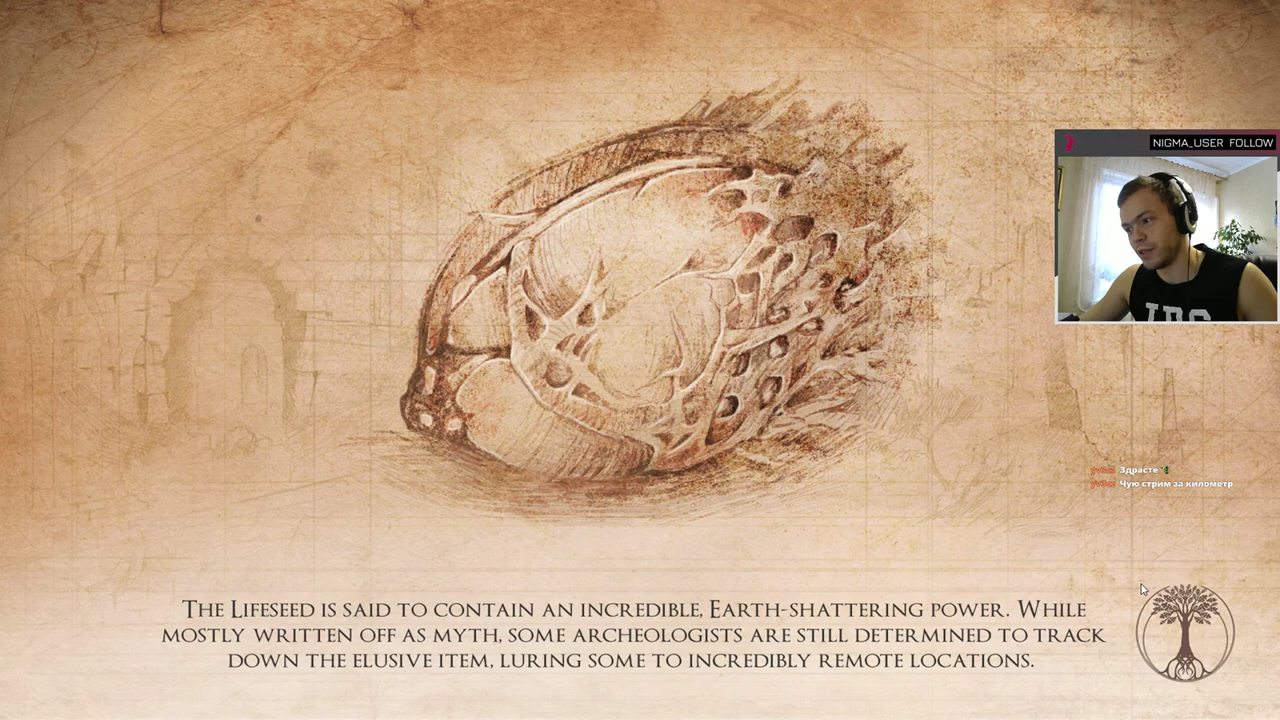 NIGMA_USER FOLLOW
Здрасте
Чую стрим за километр
The Lifeseed is said to contain an incredible, Earth-shattering power. While
mostly written off as myth, some archeologists are still determined to track
down the elusive item, luring some to incredibly remote locations.